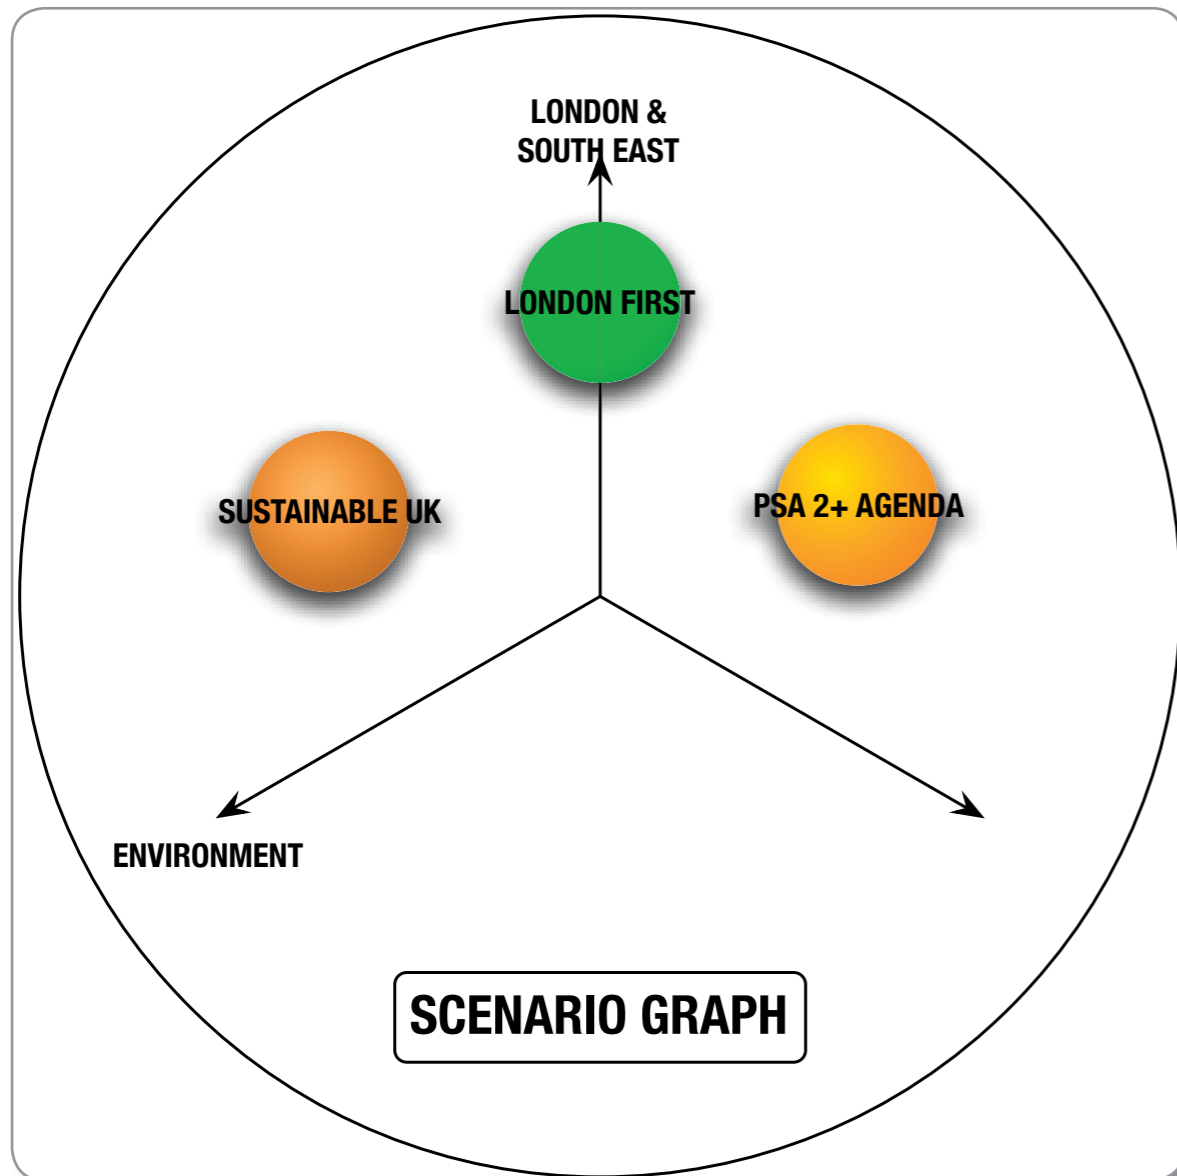 LONDON &
SOUTH EAST
LONDON FIRST
SUSTAINABLE UK
PSA 2+ AGENDA
ENVIRONMENT
SCENARIO GRAPH